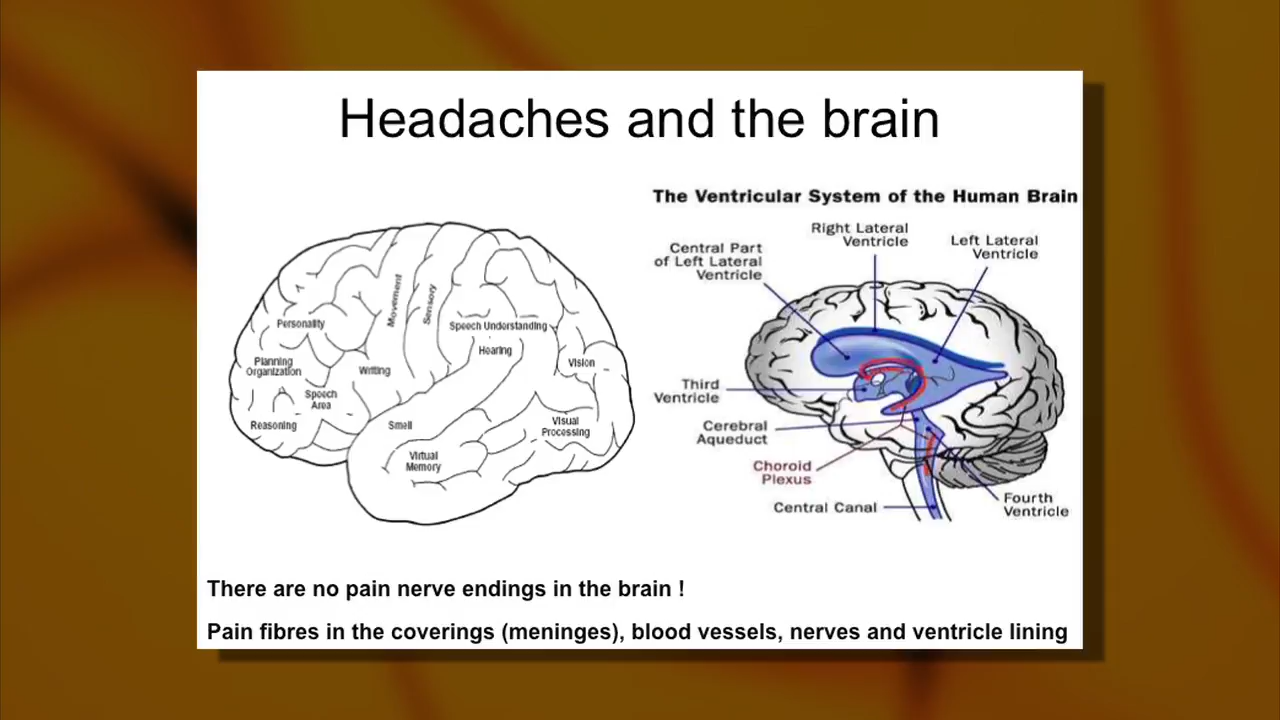 Headaches and the brain
Movement
Sensory
Personality
Speech Understanding
Hearing
Planning
Organization
Writing
Vision
Speech
Area
Reasoning
Smell
Visual
Processing
Virtual
Memory
The Ventricular System of the Human Brain
Right Lateral
Ventricle
Central Part
of Left Lateral
Ventricle
Left Lateral
Ventricle
Third
Ventricle
Cerebral
Aqueduct
Choroid
Plexus
Central Canal
Fourth
Ventricle
There are no pain nerve endings in the brain !
Pain fibres in the coverings (meninges), blood vessels, nerves and ventricle lining